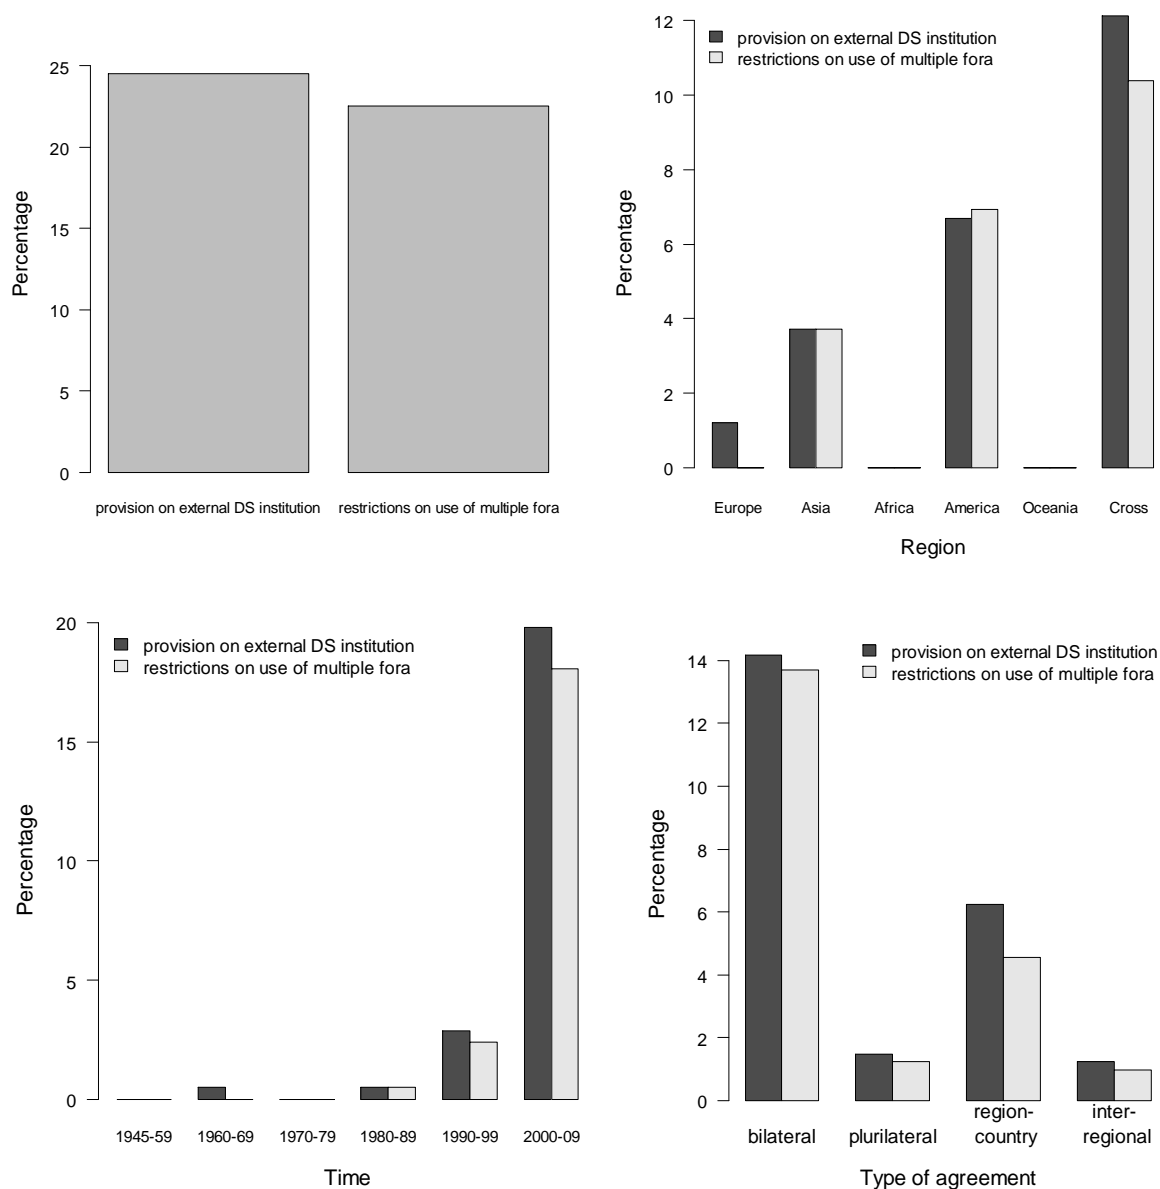 25
20
15
10
5
0
Percentage
provision on external DS institution
restrictions on use of multiple fora
12
10
8
6
4
2
0
Percentage
provision on external DS institution
restrictions on use of multiple fora
Europe
Asia
Africa
America
Oceania
Cross
Region
20
15
10
5
0
Percentage
provision on external DS institution
restrictions on use of multiple fora
1945-59
1960-69
1970-79
1980-89
1990-99
2000-09
Time
14
12
10
8
6
4
2
0
Percentage
provision on external DS institution
restrictions on use of multiple fora
bilateral
plurilateral
region-
country
inter-
regional
Type of agreement